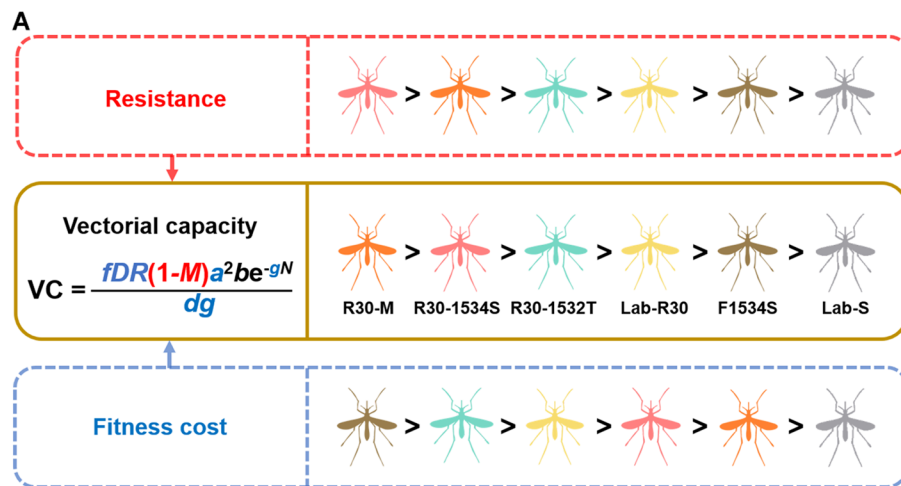 A
Resistance > > > > >
Vectorial capacity
VC = fDR(1-M)a²be⁻ᵍᴺ
dg
> > > > >
R30-M R30-1534S R30-1532T Lab-R30 F1534S Lab-S
Fitness cost > > > > >